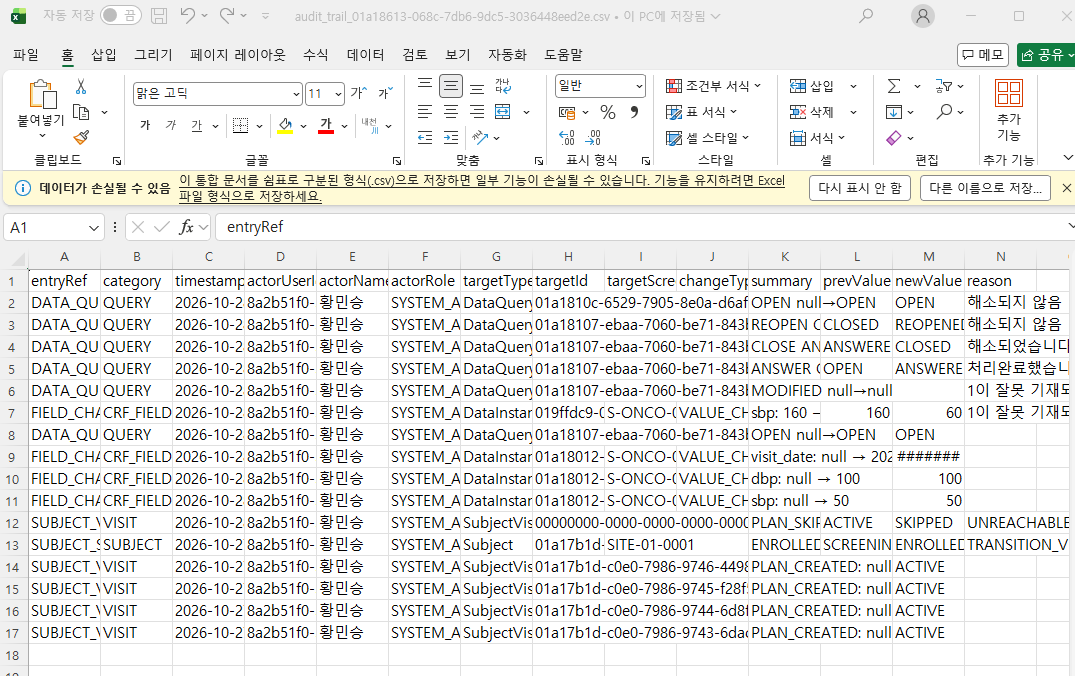 자동 저장 끔 audit_trail_01a18613-068c-7db6-9dc5-3036448eed2e.csv • 이 PC에 저장됨
파일 홈 삽입 그리기 페이지 레이아웃 수식 데이터 검토 보기 자동화 도움말 메모 공유
붙여넣기 맑은 고딕 11 가^ 가ˇ 일반 조건부 서식 삽입
가 가 가 가 내천 % 표 서식 삭제 추가 기능
셀 스타일 서식
클립보드 글꼴 맞춤 표시 형식 스타일 셀 편집 추가 기능
데이터가 손실될 수 있음 이 통합 문서를 쉼표로 구분된 형식(.csv)으로 저장하면 일부 기능이 손실될 수 있습니다. 기능을 유지하려면 Excel
파일 형식으로 저장하세요. 다시 표시 안 함 다른 이름으로 저장...
A1 fx entryRef
A B C D E F G H I J K L M N
1 entryRef category timestamp actorUserI actorName actorRole targetType targetId targetScre changeTyp summary prevValue newValue reason
2 DATA_QU QUERY 2026-10-2 8a2b51f0- 황민승 SYSTEM_A DataQuery 01a1810c-6529-7905-8e0a-d6af OPEN null→OPEN OPEN 해소되지 않음
3 DATA_QU QUERY 2026-10-2 8a2b51f0- 황민승 SYSTEM_A DataQuery 01a18107-ebaa-7060-be71-843b REOPEN C CLOSED REOPENED 해소되지 않음
4 DATA_QU QUERY 2026-10-2 8a2b51f0- 황민승 SYSTEM_A DataQuery 01a18107-ebaa-7060-be71-843b CLOSE AN ANSWERE CLOSED 해소되었습니다
5 DATA_QU QUERY 2026-10-2 8a2b51f0- 황민승 SYSTEM_A DataQuery 01a18107-ebaa-7060-be71-843b ANSWER OPEN ANSWERE 처리완료했습니
6 DATA_QU QUERY 2026-10-2 8a2b51f0- 황민승 SYSTEM_A DataQuery 01a18107-ebaa-7060-be71-843b MODIFIED null→null 1이 잘못 기재되
7 FIELD_CHA CRF_FIELD 2026-10-2 8a2b51f0- 황민승 SYSTEM_A DataInstan 019ffdc9-0 S-ONCO-0 VALUE_CH sbp: 160 → 160 60 1이 잘못 기재되
8 DATA_QU QUERY 2026-10-2 8a2b51f0- 황민승 SYSTEM_A DataQuery 01a18107-ebaa-7060-be71-843b OPEN null→OPEN OPEN
9 FIELD_CHA CRF_FIELD 2026-10-2 8a2b51f0- 황민승 SYSTEM_A DataInstan 01a18012- S-ONCO-0 VALUE_CH visit_date: null → 202 #######
10 FIELD_CHA CRF_FIELD 2026-10-2 8a2b51f0- 황민승 SYSTEM_A DataInstan 01a18012- S-ONCO-0 VALUE_CH dbp: null → 100 100
11 FIELD_CHA CRF_FIELD 2026-10-2 8a2b51f0- 황민승 SYSTEM_A DataInstan 01a18012- S-ONCO-0 VALUE_CH sbp: null → 50 50
12 SUBJECT_V VISIT 2026-10-2 8a2b51f0- 황민승 SYSTEM_A SubjectVis 00000000-0000-0000-0000-0000 PLAN_SKIP ACTIVE SKIPPED UNREACHABLE
13 SUBJECT_S SUBJECT 2026-10-2 8a2b51f0- 황민승 SYSTEM_A Subject 01a17b1d- SITE-01-0001 ENROLLED SCREENIN ENROLLED TRANSITION_V
14 SUBJECT_V VISIT 2026-10-2 8a2b51f0- 황민승 SYSTEM_A SubjectVis 01a17b1d-c0e0-7986-9746-4498 PLAN_CREATED: null ACTIVE
15 SUBJECT_V VISIT 2026-10-2 8a2b51f0- 황민승 SYSTEM_A SubjectVis 01a17b1d-c0e0-7986-9745-f28f PLAN_CREATED: null ACTIVE
16 SUBJECT_V VISIT 2026-10-2 8a2b51f0- 황민승 SYSTEM_A SubjectVis 01a17b1d-c0e0-7986-9744-6d8f PLAN_CREATED: null ACTIVE
17 SUBJECT_V VISIT 2026-10-2 8a2b51f0- 황민승 SYSTEM_A SubjectVis 01a17b1d-c0e0-7986-9743-6dac PLAN_CREATED: null ACTIVE
18